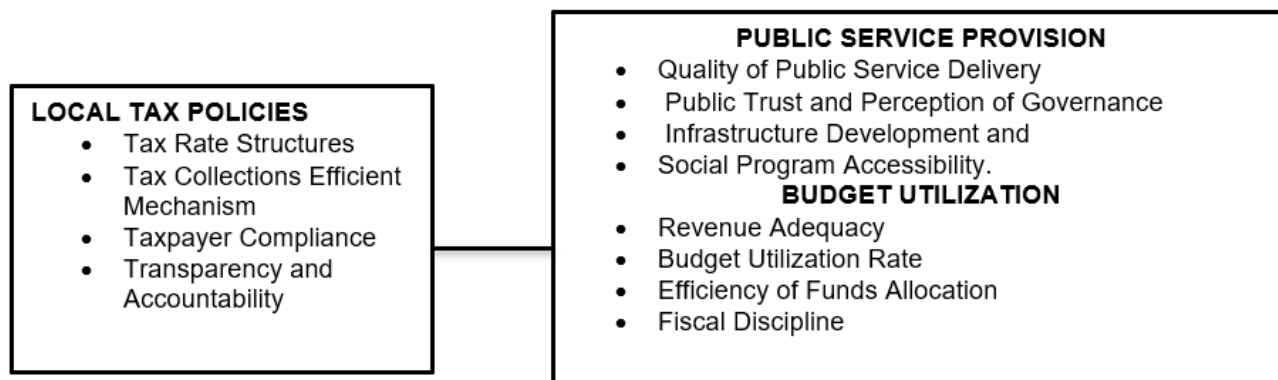 LOCAL TAX POLICIES
• Tax Rate Structures
• Tax Collections Efficient
Mechanism
• Taxpayer Compliance
• Transparency and
Accountability
PUBLIC SERVICE PROVISION
• Quality of Public Service Delivery
• Public Trust and Perception of Governance
• Infrastructure Development and
• Social Program Accessibility.
BUDGET UTILIZATION
• Revenue Adequacy
• Budget Utilization Rate
• Efficiency of Funds Allocation
• Fiscal Discipline